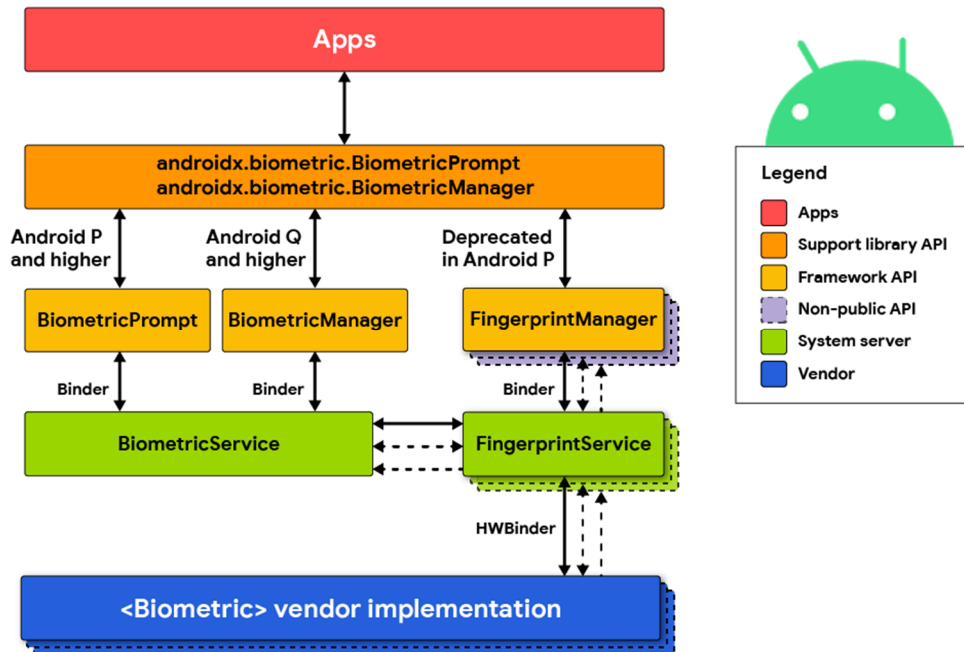 Apps
androidx.biometric.BiometricPrompt
androidx.biometric.BiometricManager
Android P
and higher
Android Q
and higher
Deprecated
in Android P
BiometricPrompt
BiometricManager
FingerprintManager
Binder
Binder
Binder
BiometricService
FingerprintService
HWBinder
<Biometric> vendor implementation
Legend
Apps
Support library API
Framework API
Non-public API
System server
Vendor